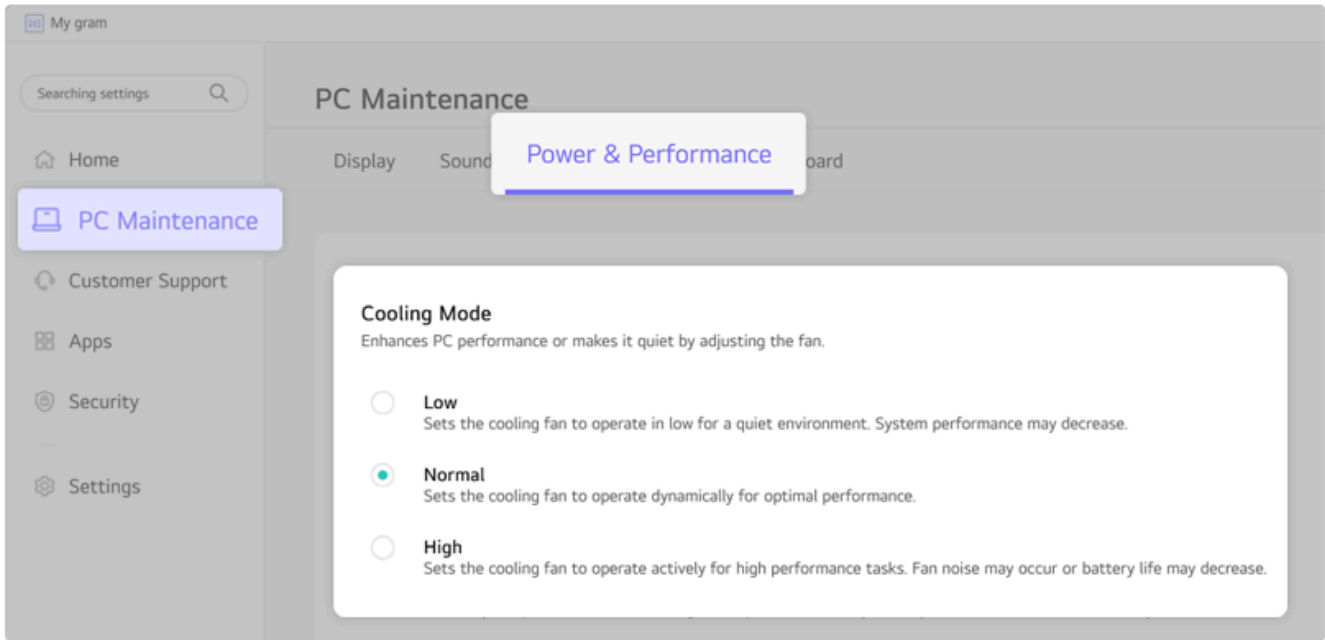 My gram
Searching settings
Home
PC Maintenance
Customer Support
Apps
Security
Settings
PC Maintenance
Display Sound Power & Performance
Cooling Mode
Enhances PC performance or makes it quiet by adjusting the fan.
Low
Sets the cooling fan to operate in low for a quiet environment. System performance may decrease.
Normal
Sets the cooling fan to operate dynamically for optimal performance.
High
Sets the cooling fan to operate actively for high performance tasks. Fan noise may occur or battery life may decrease.